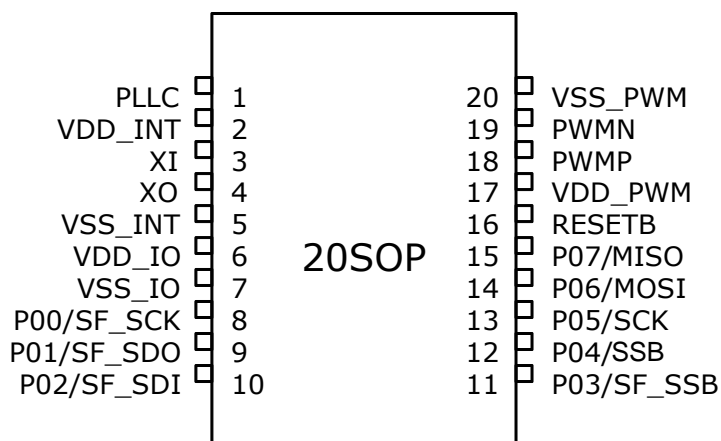 PLLC 1 20 VSS_PWM
VDD_INT 2 19 PWMN
XI 3 18 PWMP
XO 4 17 VDD_PWM
VSS_INT 5 16 RESETB
VDD_IO 6 15 P07/MISO
20SOP
VSS_IO 7 14 P06/MOSI
P00/SF_SCK 8 13 P05/SCK
P01/SF_SDO 9 12 P04/SSB
P02/SF_SDI 10 11 P03/SF_SSB